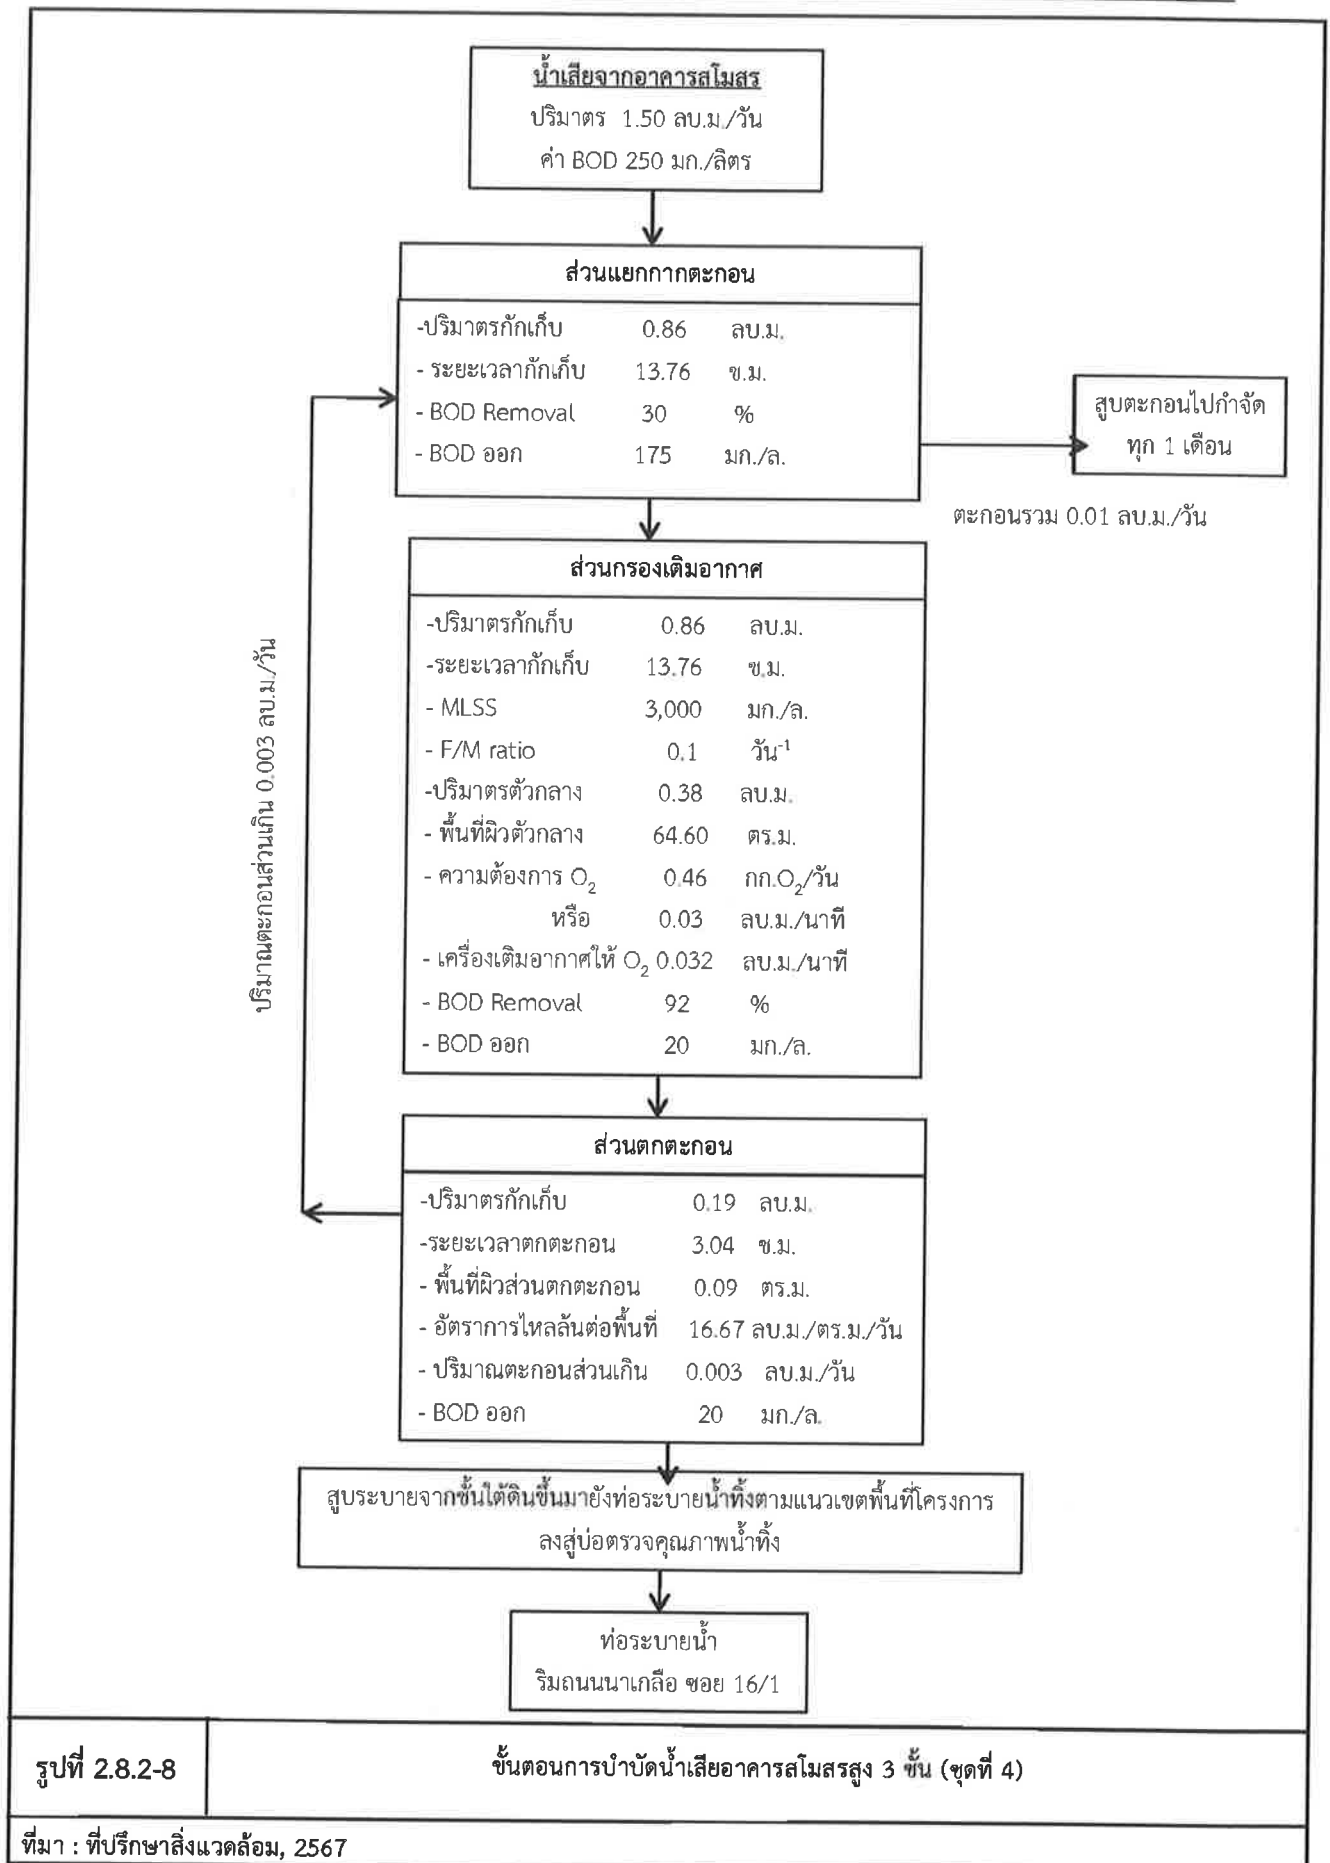 น้ำเสียจากอาคารสโมสร
ปริมาตร 1.50 ลบ.ม./วัน
ค่า BOD 250 มก./ลิตร
ส่วนแยกกากตะกอน
-ปริมาตรกักเก็บ 0.86 ลบ.ม.
- ระยะเวลากักเก็บ 13.76 ช.ม.
- BOD Removal 30 %
- BOD ออก 175 มก./ล.
สูบตะกอนไปกำจัด
ทุก 1 เดือน
ตะกอนรวม 0.01 ลบ.ม./วัน
ส่วนกรองเติมอากาศ
-ปริมาตรกักเก็บ 0.86 ลบ.ม.
-ระยะเวลากักเก็บ 13.76 ช.ม.
- MLSS 3,000 มก./ล.
- F/M ratio 0.1 วัน⁻¹
-ปริมาตรตัวกลาง 0.38 ลบ.ม.
- พื้นที่ผิวตัวกลาง 64.60 ตร.ม.
- ความต้องการ O₂ 0.46 กก.O₂/วัน
หรือ 0.03 ลบ.ม./นาที
- เครื่องเติมอากาศให้ O₂ 0.032 ลบ.ม./นาที
- BOD Removal 92 %
- BOD ออก 20 มก./ล.
ปริมาณตะกอนส่วนเกิน 0.003 ลบ.ม./วัน
ส่วนตกตะกอน
-ปริมาตรกักเก็บ 0.19 ลบ.ม.
-ระยะเวลาตกตะกอน 3.04 ช.ม.
- พื้นที่ผิวส่วนตกตะกอน 0.09 ตร.ม.
- อัตราการไหลล้นต่อพื้นที่ 16.67 ลบ.ม./ตร.ม./วัน
- ปริมาณตะกอนส่วนเกิน 0.003 ลบ.ม./วัน
- BOD ออก 20 มก./ล.
สูบระบายจากชั้นใต้ดินขึ้นมายังท่อระบายน้ำทิ้งตามแนวเขตพื้นที่โครงการ
ลงสู่บ่อตรวจคุณภาพน้ำทิ้ง
ท่อระบายน้ำ
ริมถนนนาเกลือ ซอย 16/1
รูปที่ 2.8.2-8 ขั้นตอนการบำบัดน้ำเสียอาคารสโมสรสูง 3 ชั้น (ชุดที่ 4)
ที่มา : ที่ปรึกษาสิ่งแวดล้อม, 2567